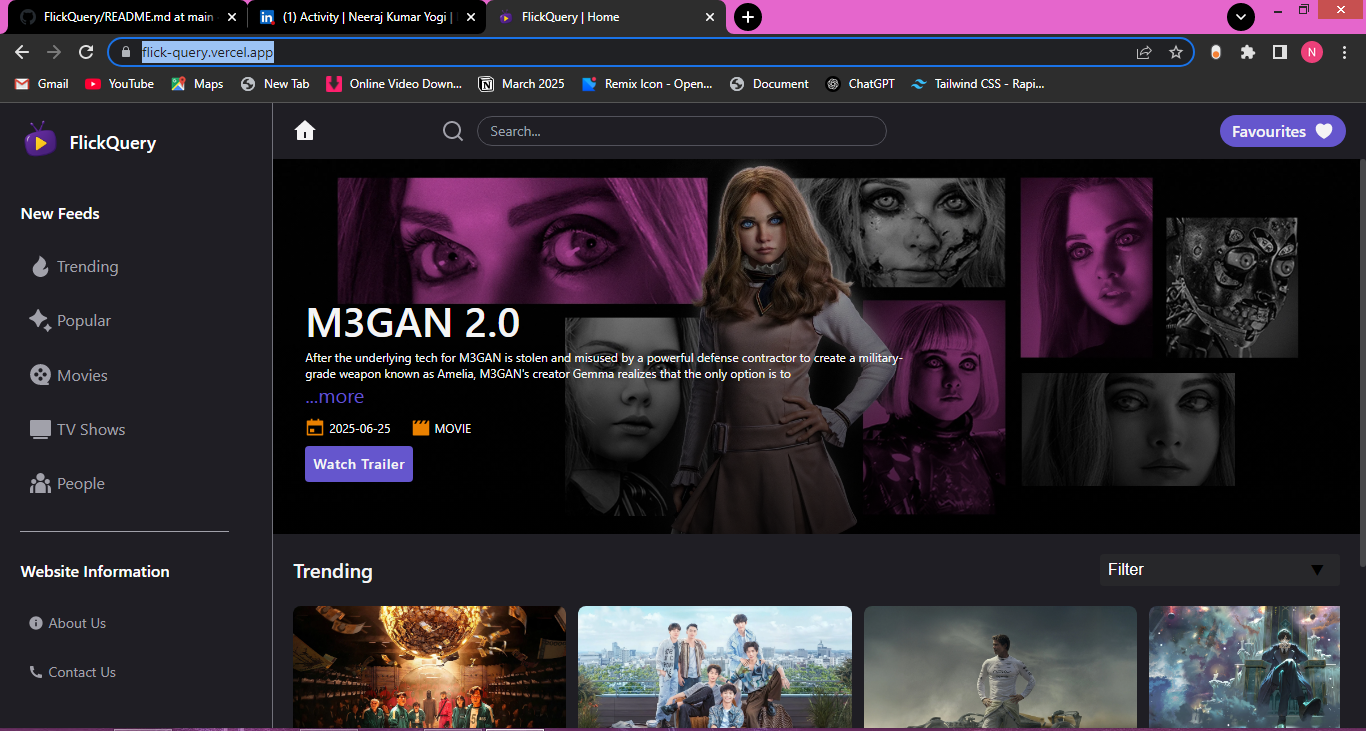 FlickQuery/README.md at main
(1) Activity | Neeraj Kumar Yogi |
FlickQuery | Home
flick-query.vercel.app
Gmail
YouTube
Maps
New Tab
Online Video Down...
March 2025
Remix Icon - Open...
Document
ChatGPT
Tailwind CSS - Rapi...
N
FlickQuery
Search...
Favourites
New Feeds
Trending
Popular
Movies
TV Shows
People
Website Information
About Us
Contact Us
M3GAN 2.0
After the underlying tech for M3GAN is stolen and misused by a powerful defense contractor to create a military-
grade weapon known as Amelia, M3GAN's creator Gemma realizes that the only option is to
...more
2025-06-25
MOVIE
Watch Trailer
Trending
Filter